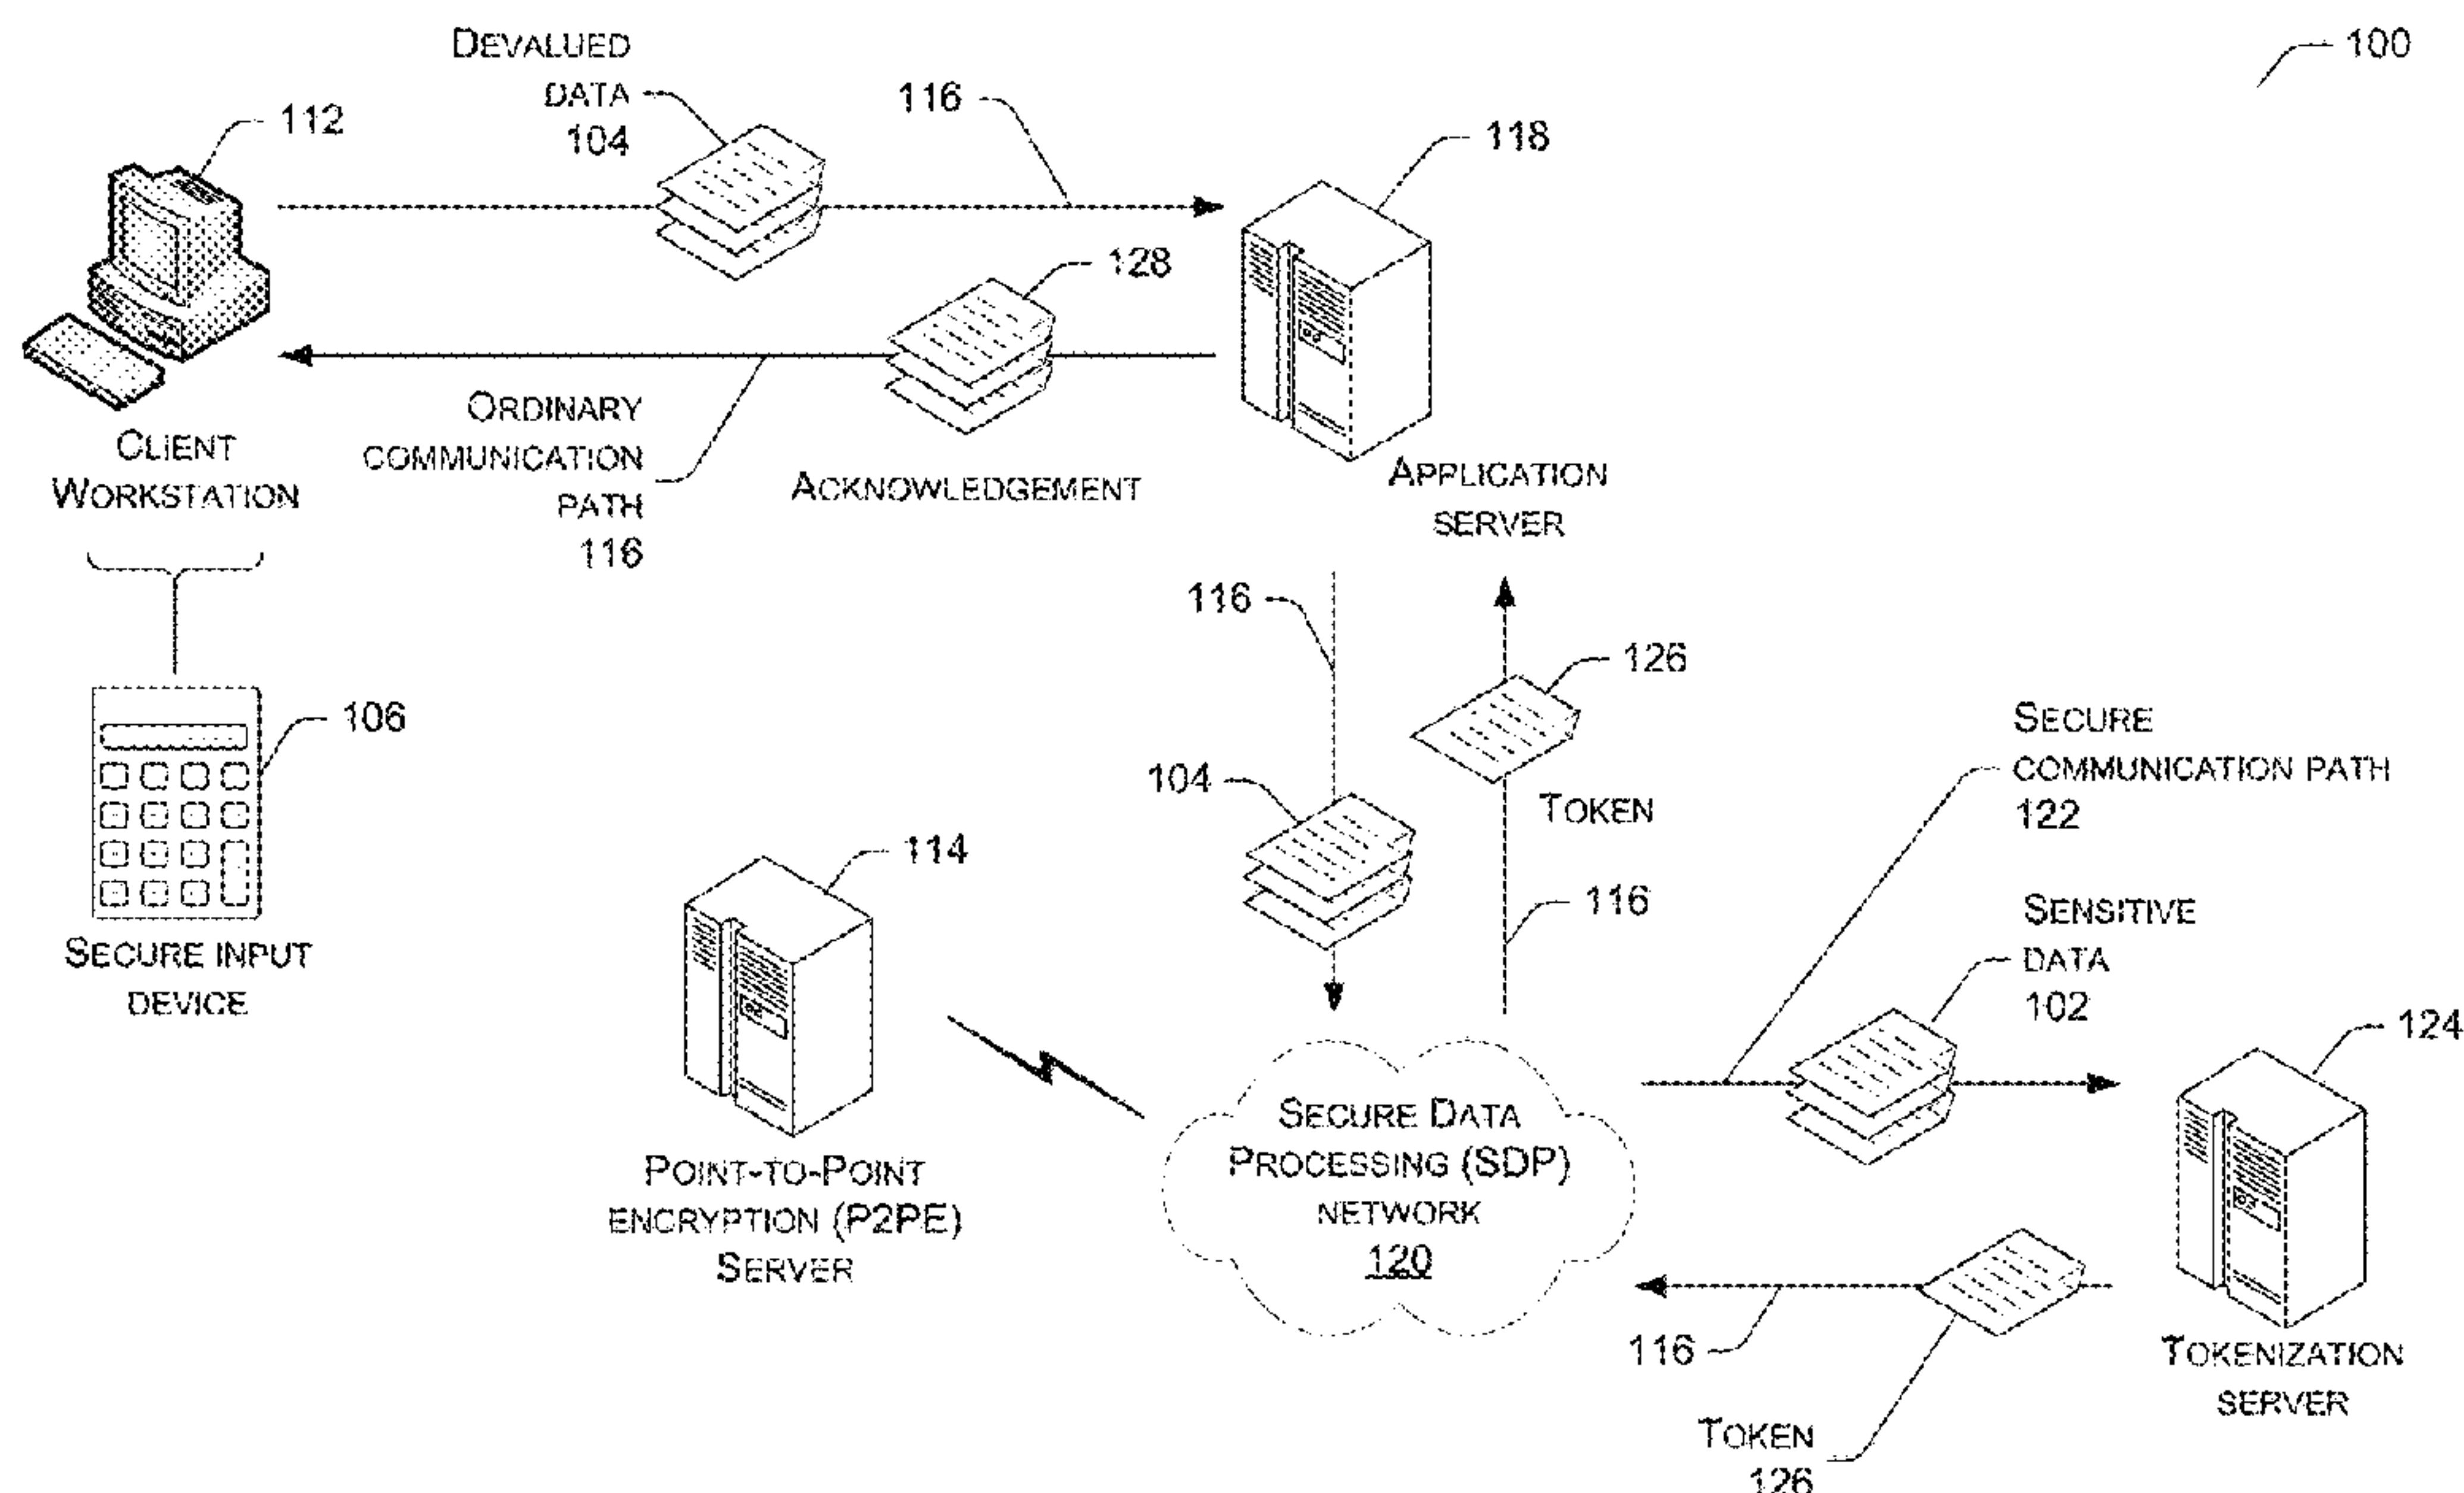 100
DEVALUED
DATA
104
116
112
118
128
ORDINARY
COMMUNICATION
PATH
116
CLIENT
WORKSTATION
ACKNOWLEDGEMENT
APPLICATION
SERVER
116
126
106
104
TOKEN
SECURE
COMMUNICATION PATH
122
114
116
SENSITIVE
DATA
102
SECURE INPUT
DEVICE
124
SECURE DATA
PROCESSING (SDP)
NETWORK
120
POINT-TO-POINT
ENCRYPTION (P2PE)
SERVER
116
TOKENIZATION
SERVER
TOKEN
126